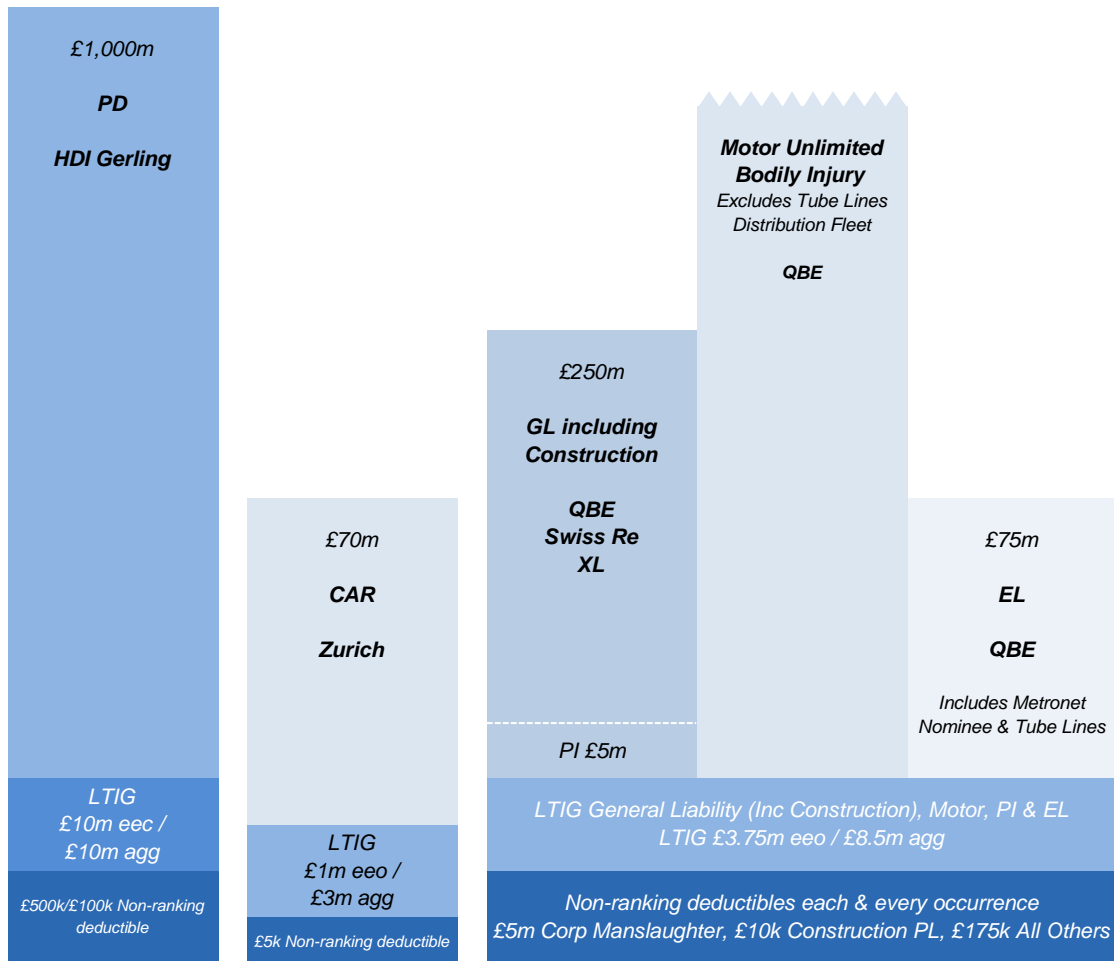 £1,000m
PD
HDI Gerling
LTIG
£10m eec /
£10m agg
£500k/£100k Non-ranking
deductible
£70m
CAR
Zurich
LTIG
£1m eeo /
£3m agg
£5k Non-ranking deductible
£250m
GL including
Construction
QBE
Swiss Re
XL
PI £5m
Motor Unlimited
Bodily Injury
Excludes Tube Lines
Distribution Fleet
QBE
£75m
EL
QBE
Includes Metronet
Nominee & Tube Lines
LTIG General Liability (Inc Construction), Motor, PI & EL
LTIG £3.75m eeo / £8.5m agg
Non-ranking deductibles each & every occurrence
£5m Corp Manslaughter, £10k Construction PL, £175k All Others